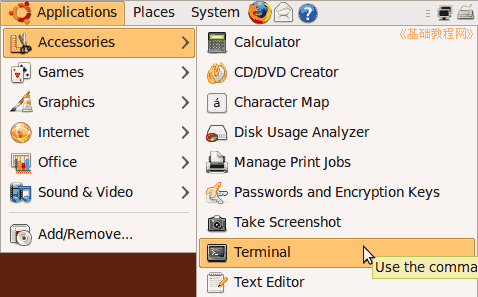 Applications Places System
《基础教程网》
Accessories
Games
Graphics
Internet
Office
Sound & Video
Add/Remove...
Calculator
CD/DVD Creator
á Character Map
Disk Usage Analyzer
Manage Print Jobs
Passwords and Encryption Keys
Take Screenshot
Terminal
Use the comma
Text Editor